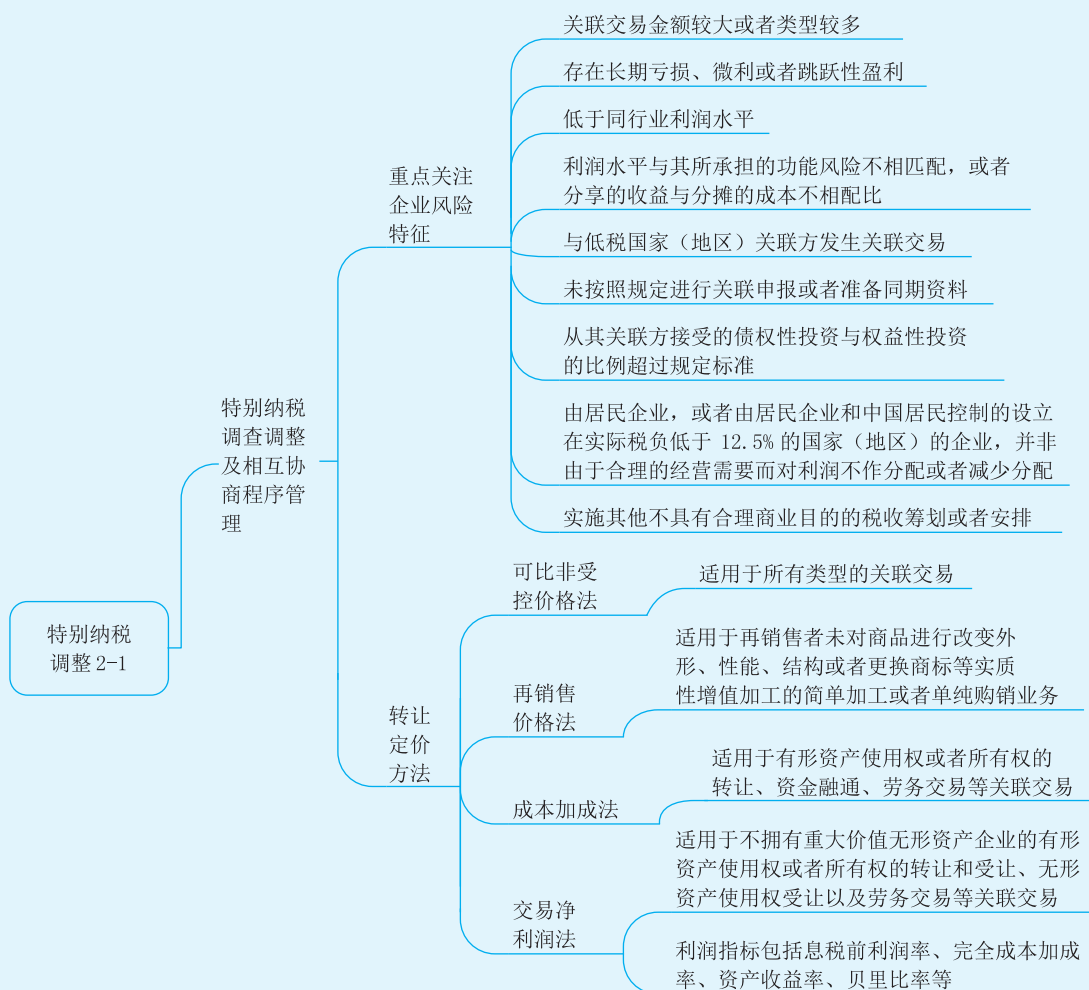 特别纳税
调整 2-1
特别纳税
调查调整
及相互协
商程序管
理
重点关注
企业风险
特征
关联交易金额较大或者类型较多
存在长期亏损、微利或者跳跃性盈利
低于同行业利润水平
利润水平与其所承担的功能风险不相匹配，或者
分享的收益与分摊的成本不相配比
与低税国家（地区）关联方发生关联交易
未按照规定进行关联申报或者准备同期资料
从其关联方接受的债权性投资与权益性投资
的比例超过规定标准
由居民企业，或者由居民企业和中国居民控制的设立
在实际税负低于 12.5% 的国家（地区）的企业，并非
由于合理的经营需要而对利润不作分配或者减少分配
实施其他不具有合理商业目的的税收筹划或者安排
转让
定价
方法
可比非受
控价格法
适用于所有类型的关联交易
再销售
价格法
适用于再销售者未对商品进行改变外
形、性能、结构或者更换商标等实质
性增值加工的简单加工或者单纯购销业务
成本加成法
适用于有形资产使用权或者所有权的
转让、资金融通、劳务交易等关联交易
交易净
利润法
适用于不拥有重大价值无形资产企业的有形
资产使用权或者所有权的转让和受让、无形
资产使用权受让以及劳务交易等关联交易
利润指标包括息税前利润率、完全成本加成
率、资产收益率、贝里比率等